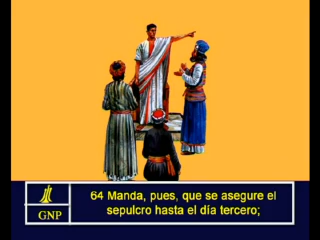 64 Manda, pues, que se asegure el
sepulcro hasta el día tercero;
GNP